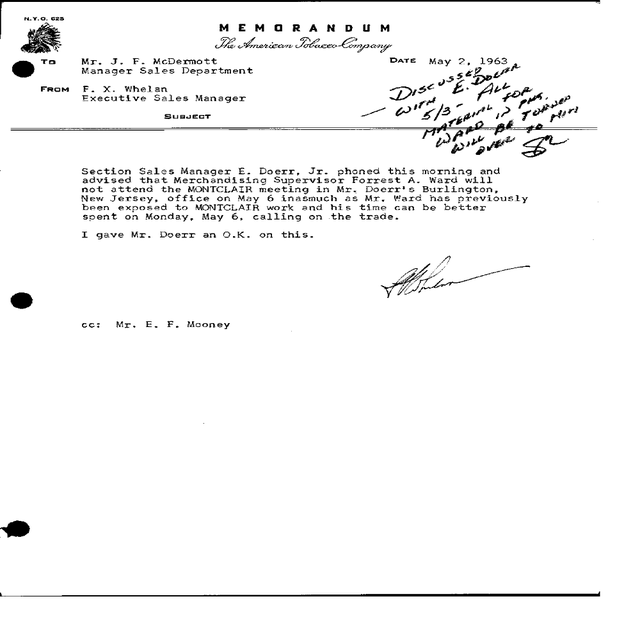 N.Y.O. 62S
MEMORANDUM
The American Tobacco Company
TO Mr. J. F. McDermott
Manager Sales Department
DATE May 2, 1963
FROM F. X. Whelan
Executive Sales Manager
SUBJECT
DISCUSSED
— WITH E. DOERR
5/3 - ALL
MATERIAL FOR
WARD IN PHS.
WILL BE TURNED
OVER TO HIM
Section Sales Manager E. Doerr, Jr. phoned this morning and
advised that Merchandising Supervisor Forrest A. Ward will
not attend the MONTCLAIR meeting in Mr. Doerr's Burlington,
New Jersey, office on May 6 inasmuch as Mr. Ward has previously
been exposed to MONTCLAIR work and his time can be better
spent on Monday, May 6, calling on the trade.
I gave Mr. Doerr an O.K. on this.
cc: Mr. E. F. Mooney